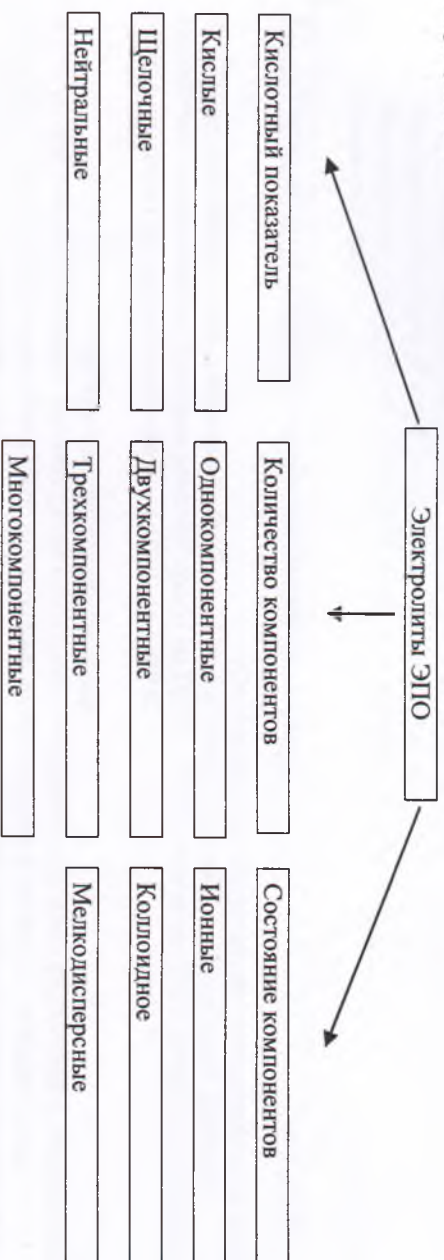 Электролиты ЭПО
Кислотный показатель
Кислые
Щелочные
Нейтральные
Количество компонентов
Однокомпонентные
Двухкомпонентные
Трехкомпонентные
Многокомпонентные
Состояние компонентов
Ионные
Коллоидное
Мелкодисперсные